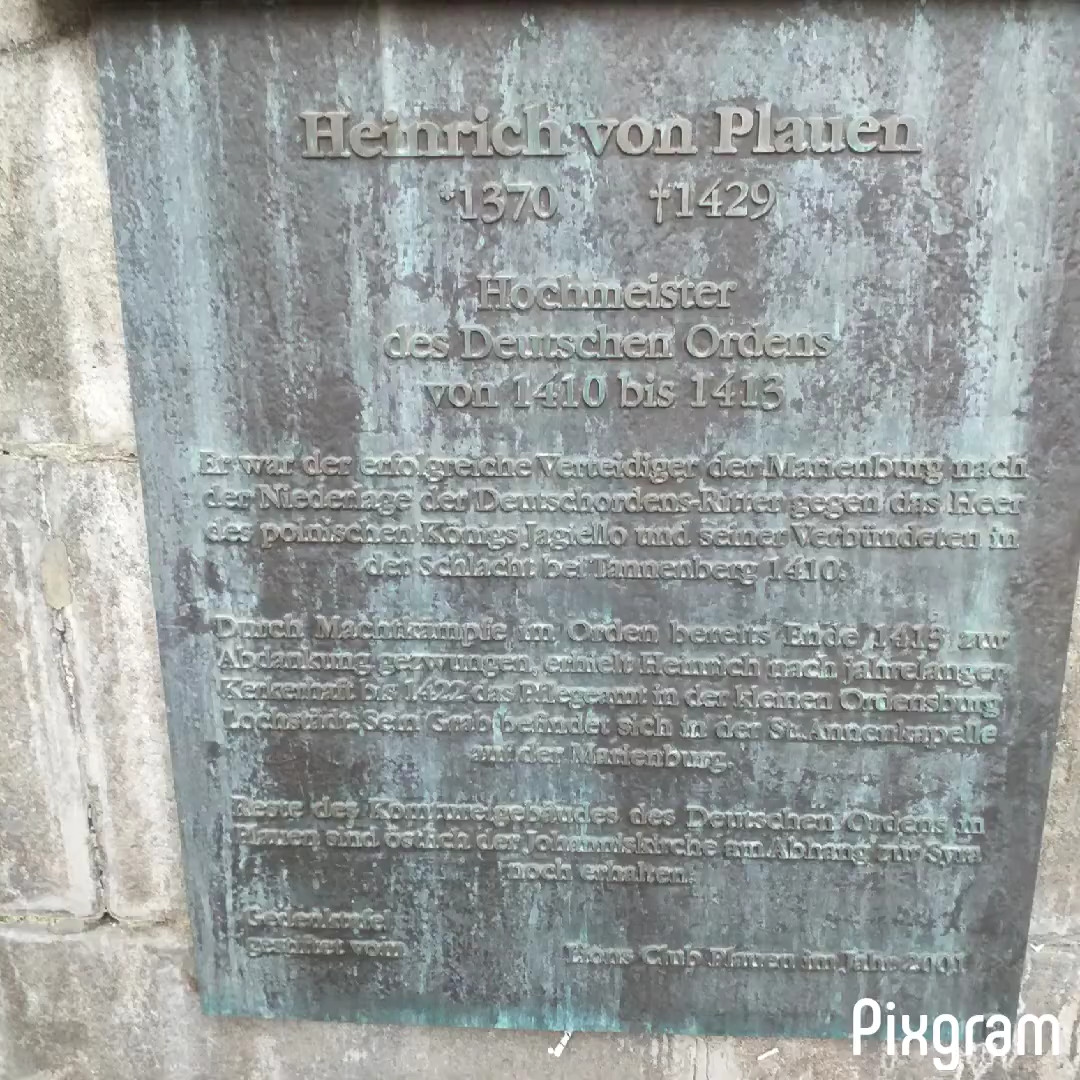 Heinrich von Plauen
*1370 †1429
Hochmeister
des Deutschen Ordens
von 1410 bis 1413
Er war der erfolgreiche Verteidiger der Marienburg nach
der Niederlage der Deutschordens-Ritter gegen das Heer
des polnischen Königs Jagiello und seiner Verbündeten in
der Schlacht bei Tannenberg 1410.
Durch Machtkämpfe im Orden bereits Ende 1413 zur
Abdankung gezwungen, erhielt Heinrich nach jahrelanger
Kerkerhaft bis 1422 das Pflegeamt in der kleinen Ordensburg
Lochstädt. Sein Grab befindet sich in der St. Annenkapelle
auf der Marienburg.
Reste des Komtureigebäudes des Deutschen Ordens in
Plauen sind östlich der Johanniskirche am Abhang zur Syra
noch erhalten.
Gedenktafel
gestiftet vom Lions Club Plauen im Jahr 2001
Pixgram